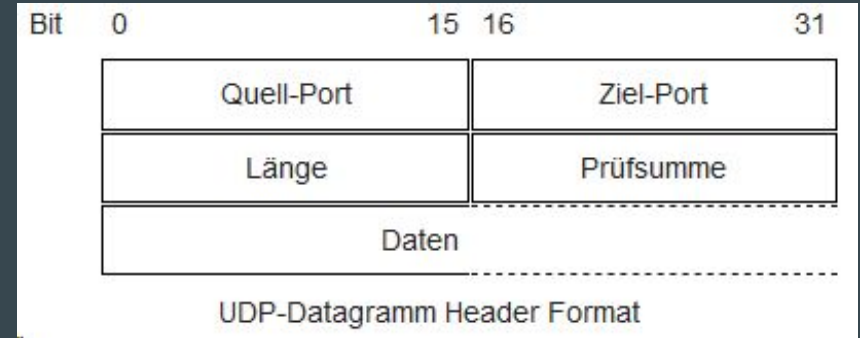 Bit 0 15 16 31
Quell-Port Ziel-Port
Länge Prüfsumme
Daten
UDP-Datagramm Header Format